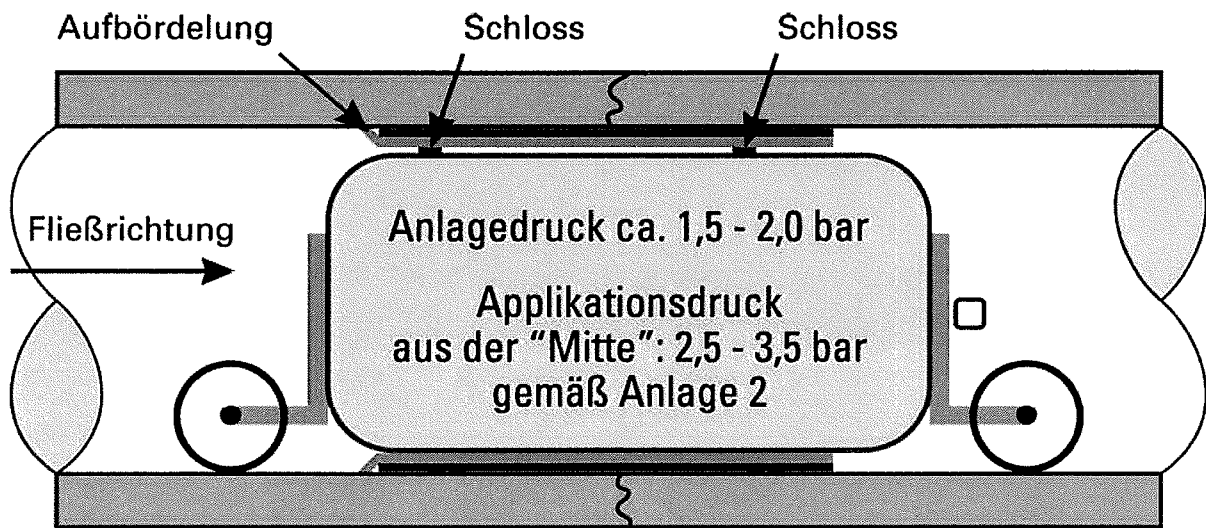 Aufbördelung
Schloss
Schloss
Fließrichtung
Anlagedruck ca. 1,5 - 2,0 bar
Applikationsdruck
aus der “Mitte”: 2,5 - 3,5 bar
gemäß Anlage 2